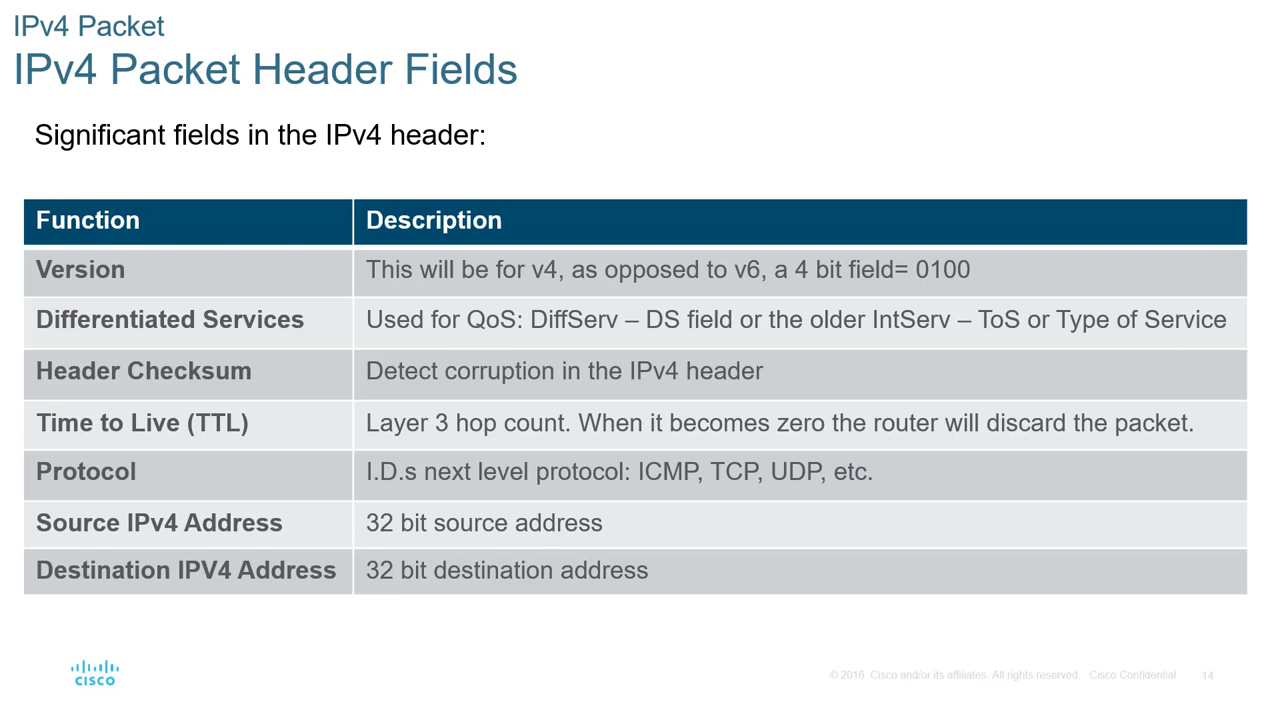 IPv4 Packet
IPv4 Packet Header Fields
Significant fields in the IPv4 header:
Function Description
Version This will be for v4, as opposed to v6, a 4 bit field= 0100
Differentiated Services Used for QoS: DiffServ – DS field or the older IntServ – ToS or Type of Service
Header Checksum Detect corruption in the IPv4 header
Time to Live (TTL) Layer 3 hop count. When it becomes zero the router will discard the packet.
Protocol I.D.s next level protocol: ICMP, TCP, UDP, etc.
Source IPv4 Address 32 bit source address
Destination IPV4 Address 32 bit destination address
CISCO
© 2016 Cisco and/or its affiliates. All rights reserved. Cisco Confidential 14